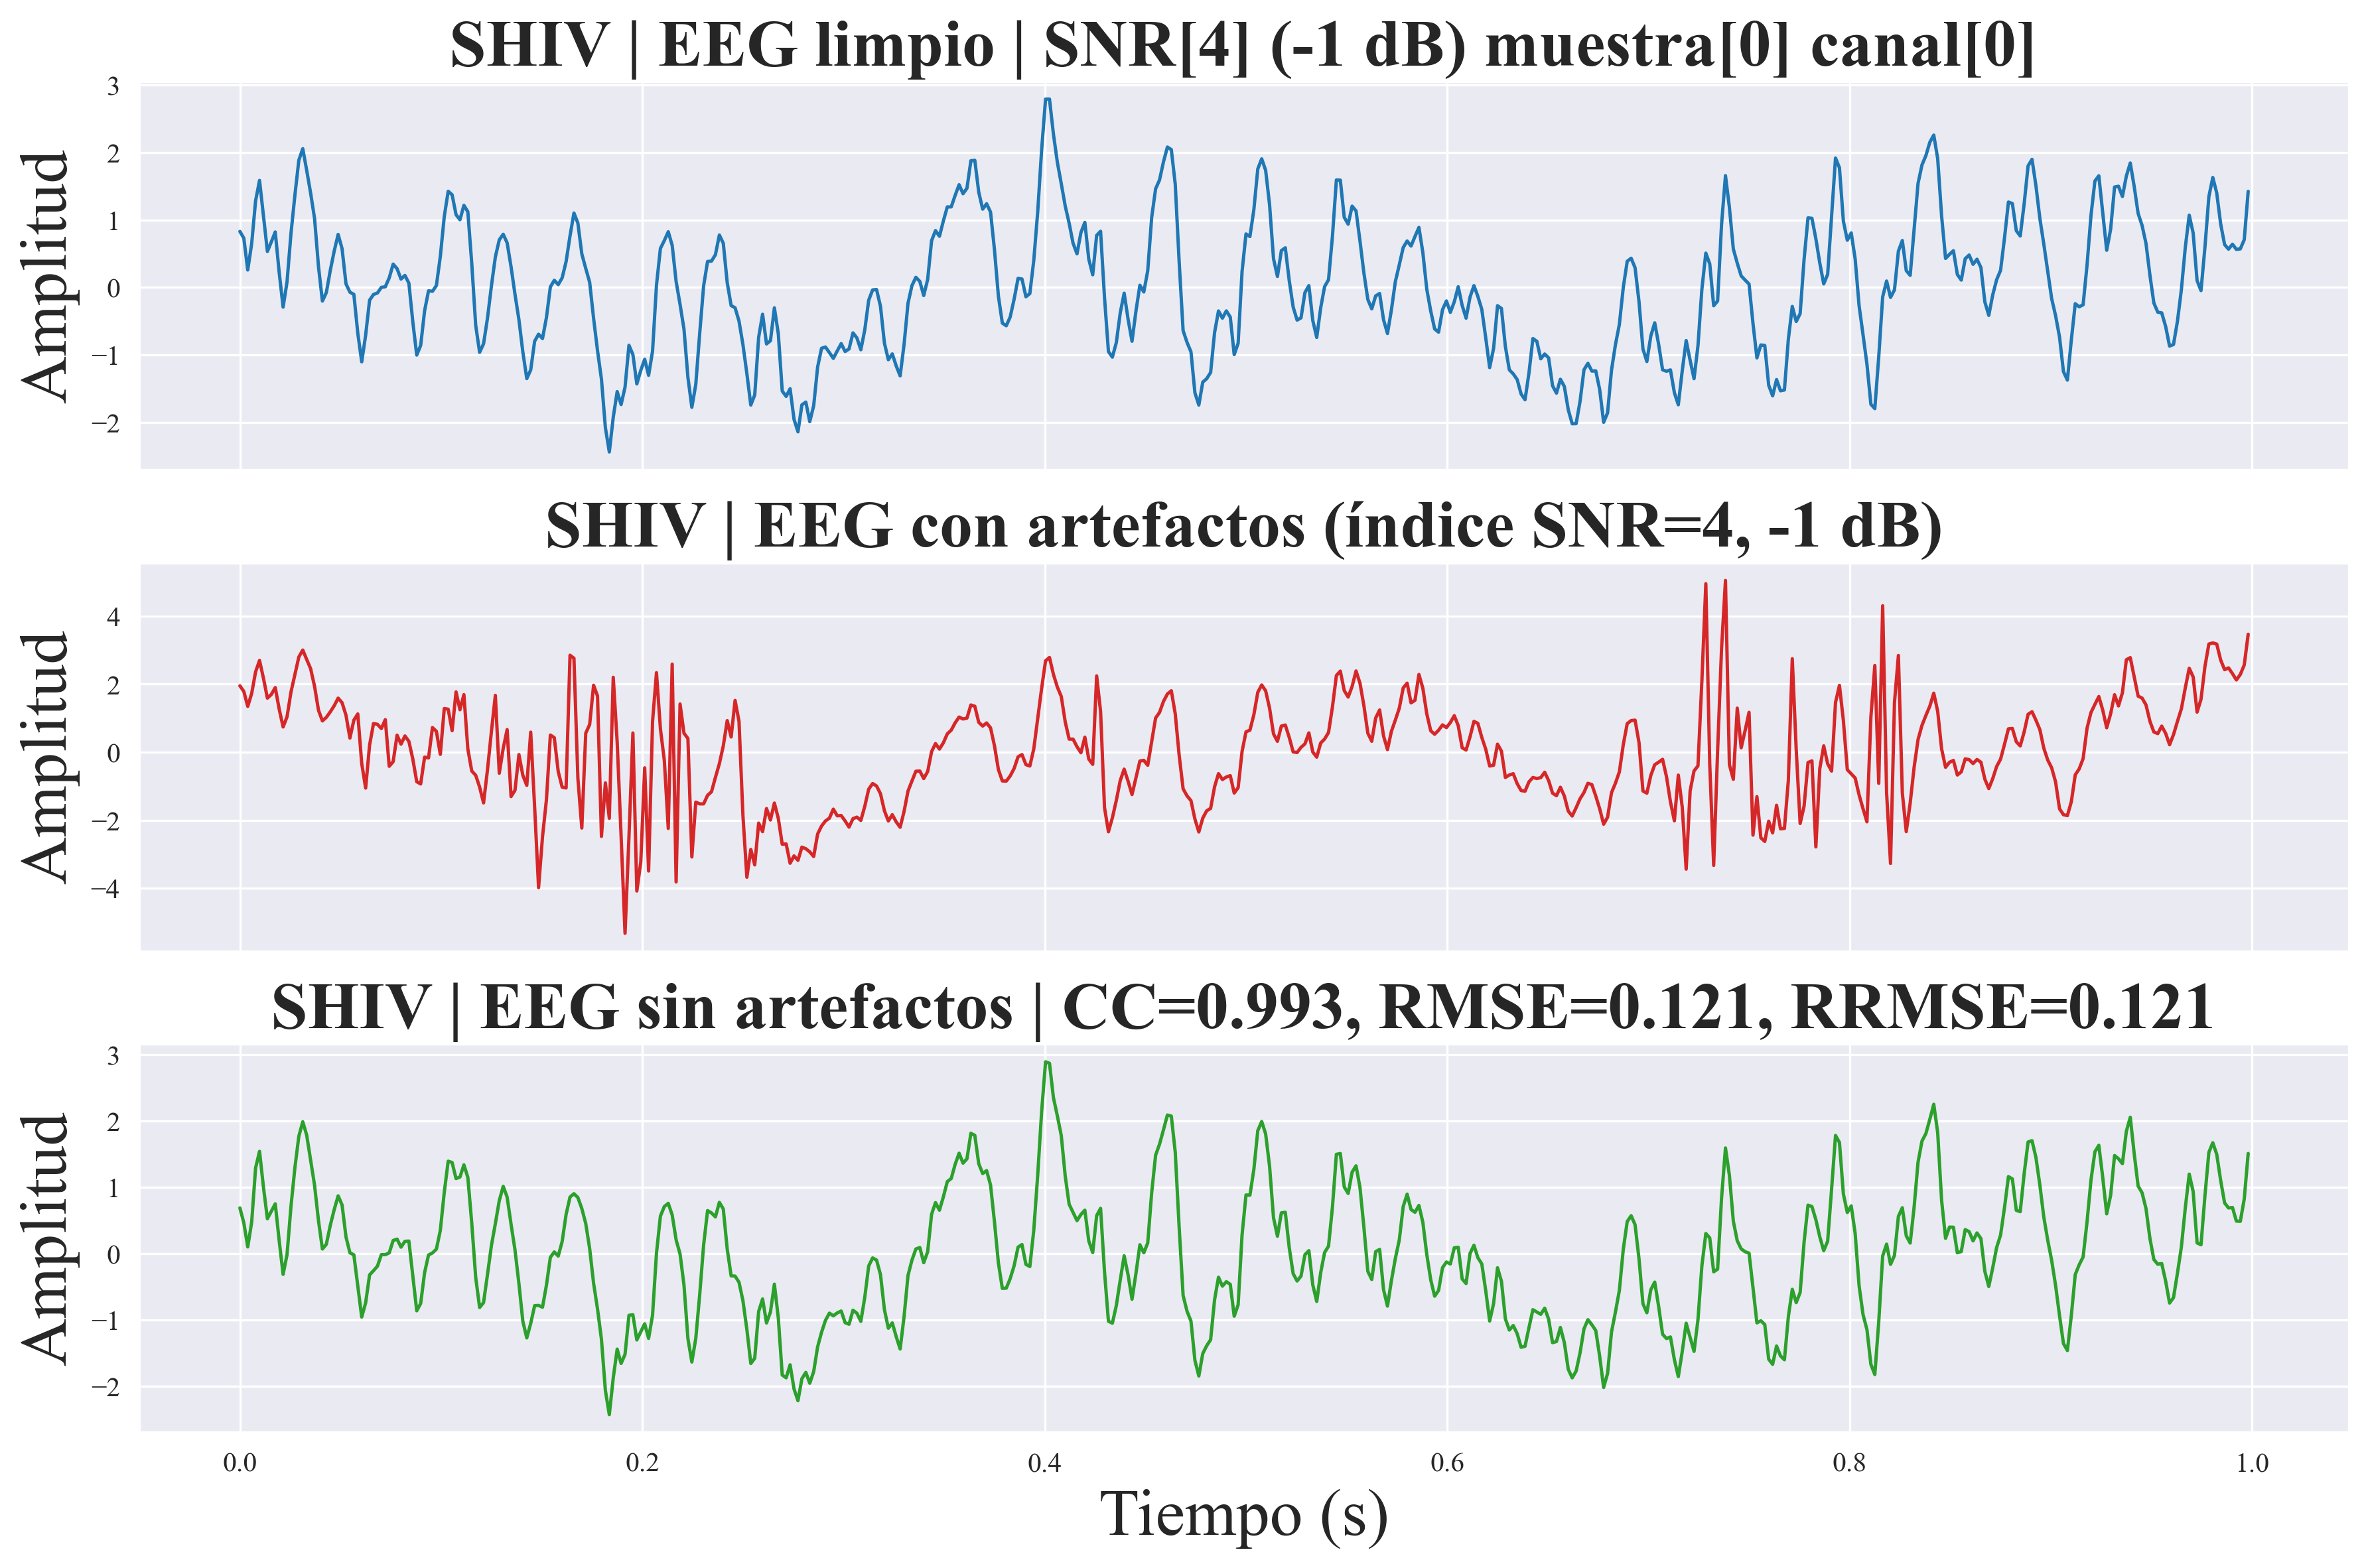 SHIV | EEG limpio | SNR[4] (-1 dB) muestra[0] canal[0]
Amplitud
3
2
1
0
−1
−2
SHIV | EEG con artefactos (índice SNR=4, -1 dB)
Amplitud
4
2
0
−2
−4
SHIV | EEG sin artefactos | CC=0.993, RMSE=0.121, RRMSE=0.121
Amplitud
3
2
1
0
−1
−2
0.0 0.2 0.4 0.6 0.8 1.0
Tiempo (s)